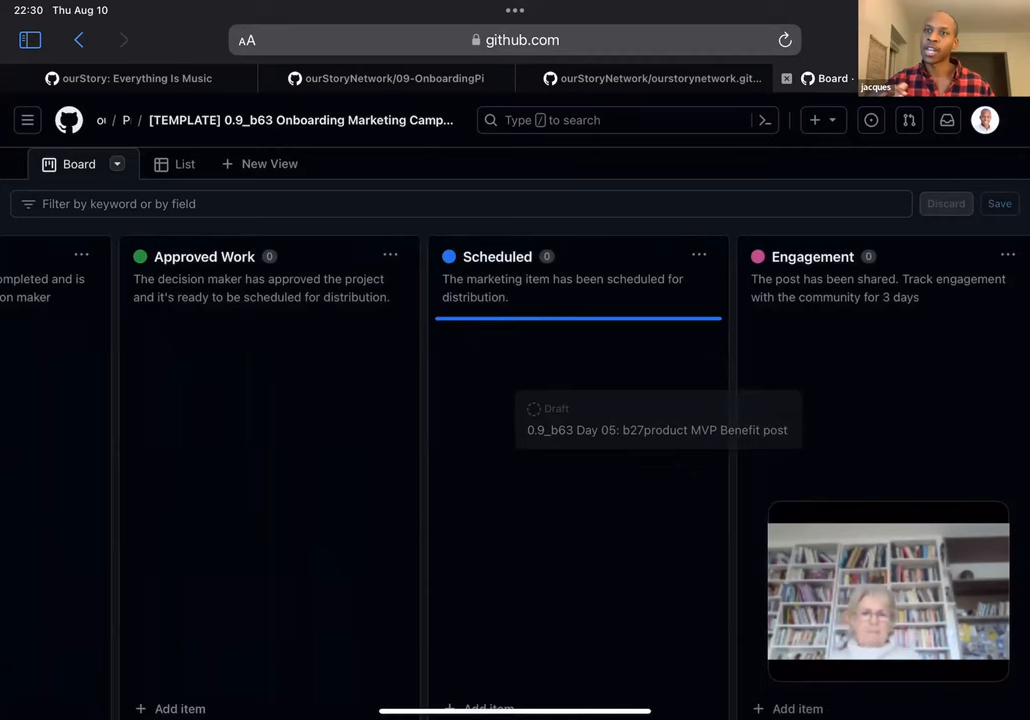 22:30 Thu Aug 10
AA
github.com
ourStory: Everything Is Music
ourStoryNetwork/09-OnboardingPi
ourStoryNetwork/ourstorynetwork.git...
Board ·
jacques
/ P / [TEMPLATE] 0.9_b63 Onboarding Marketing Camp...
Type / to search
Board
List
+ New View
Filter by keyword or by field
Discard
Save
ompleted and is
on maker
Approved Work 0
The decision maker has approved the project
and it's ready to be scheduled for distribution.
Scheduled 0
The marketing item has been scheduled for
distribution.
Engagement 0
The post has been shared. Track engagement
with the community for 3 days
Draft
0.9_b63 Day 05: b27product MVP Benefit post
+ Add item
+ Add item
+ Add item